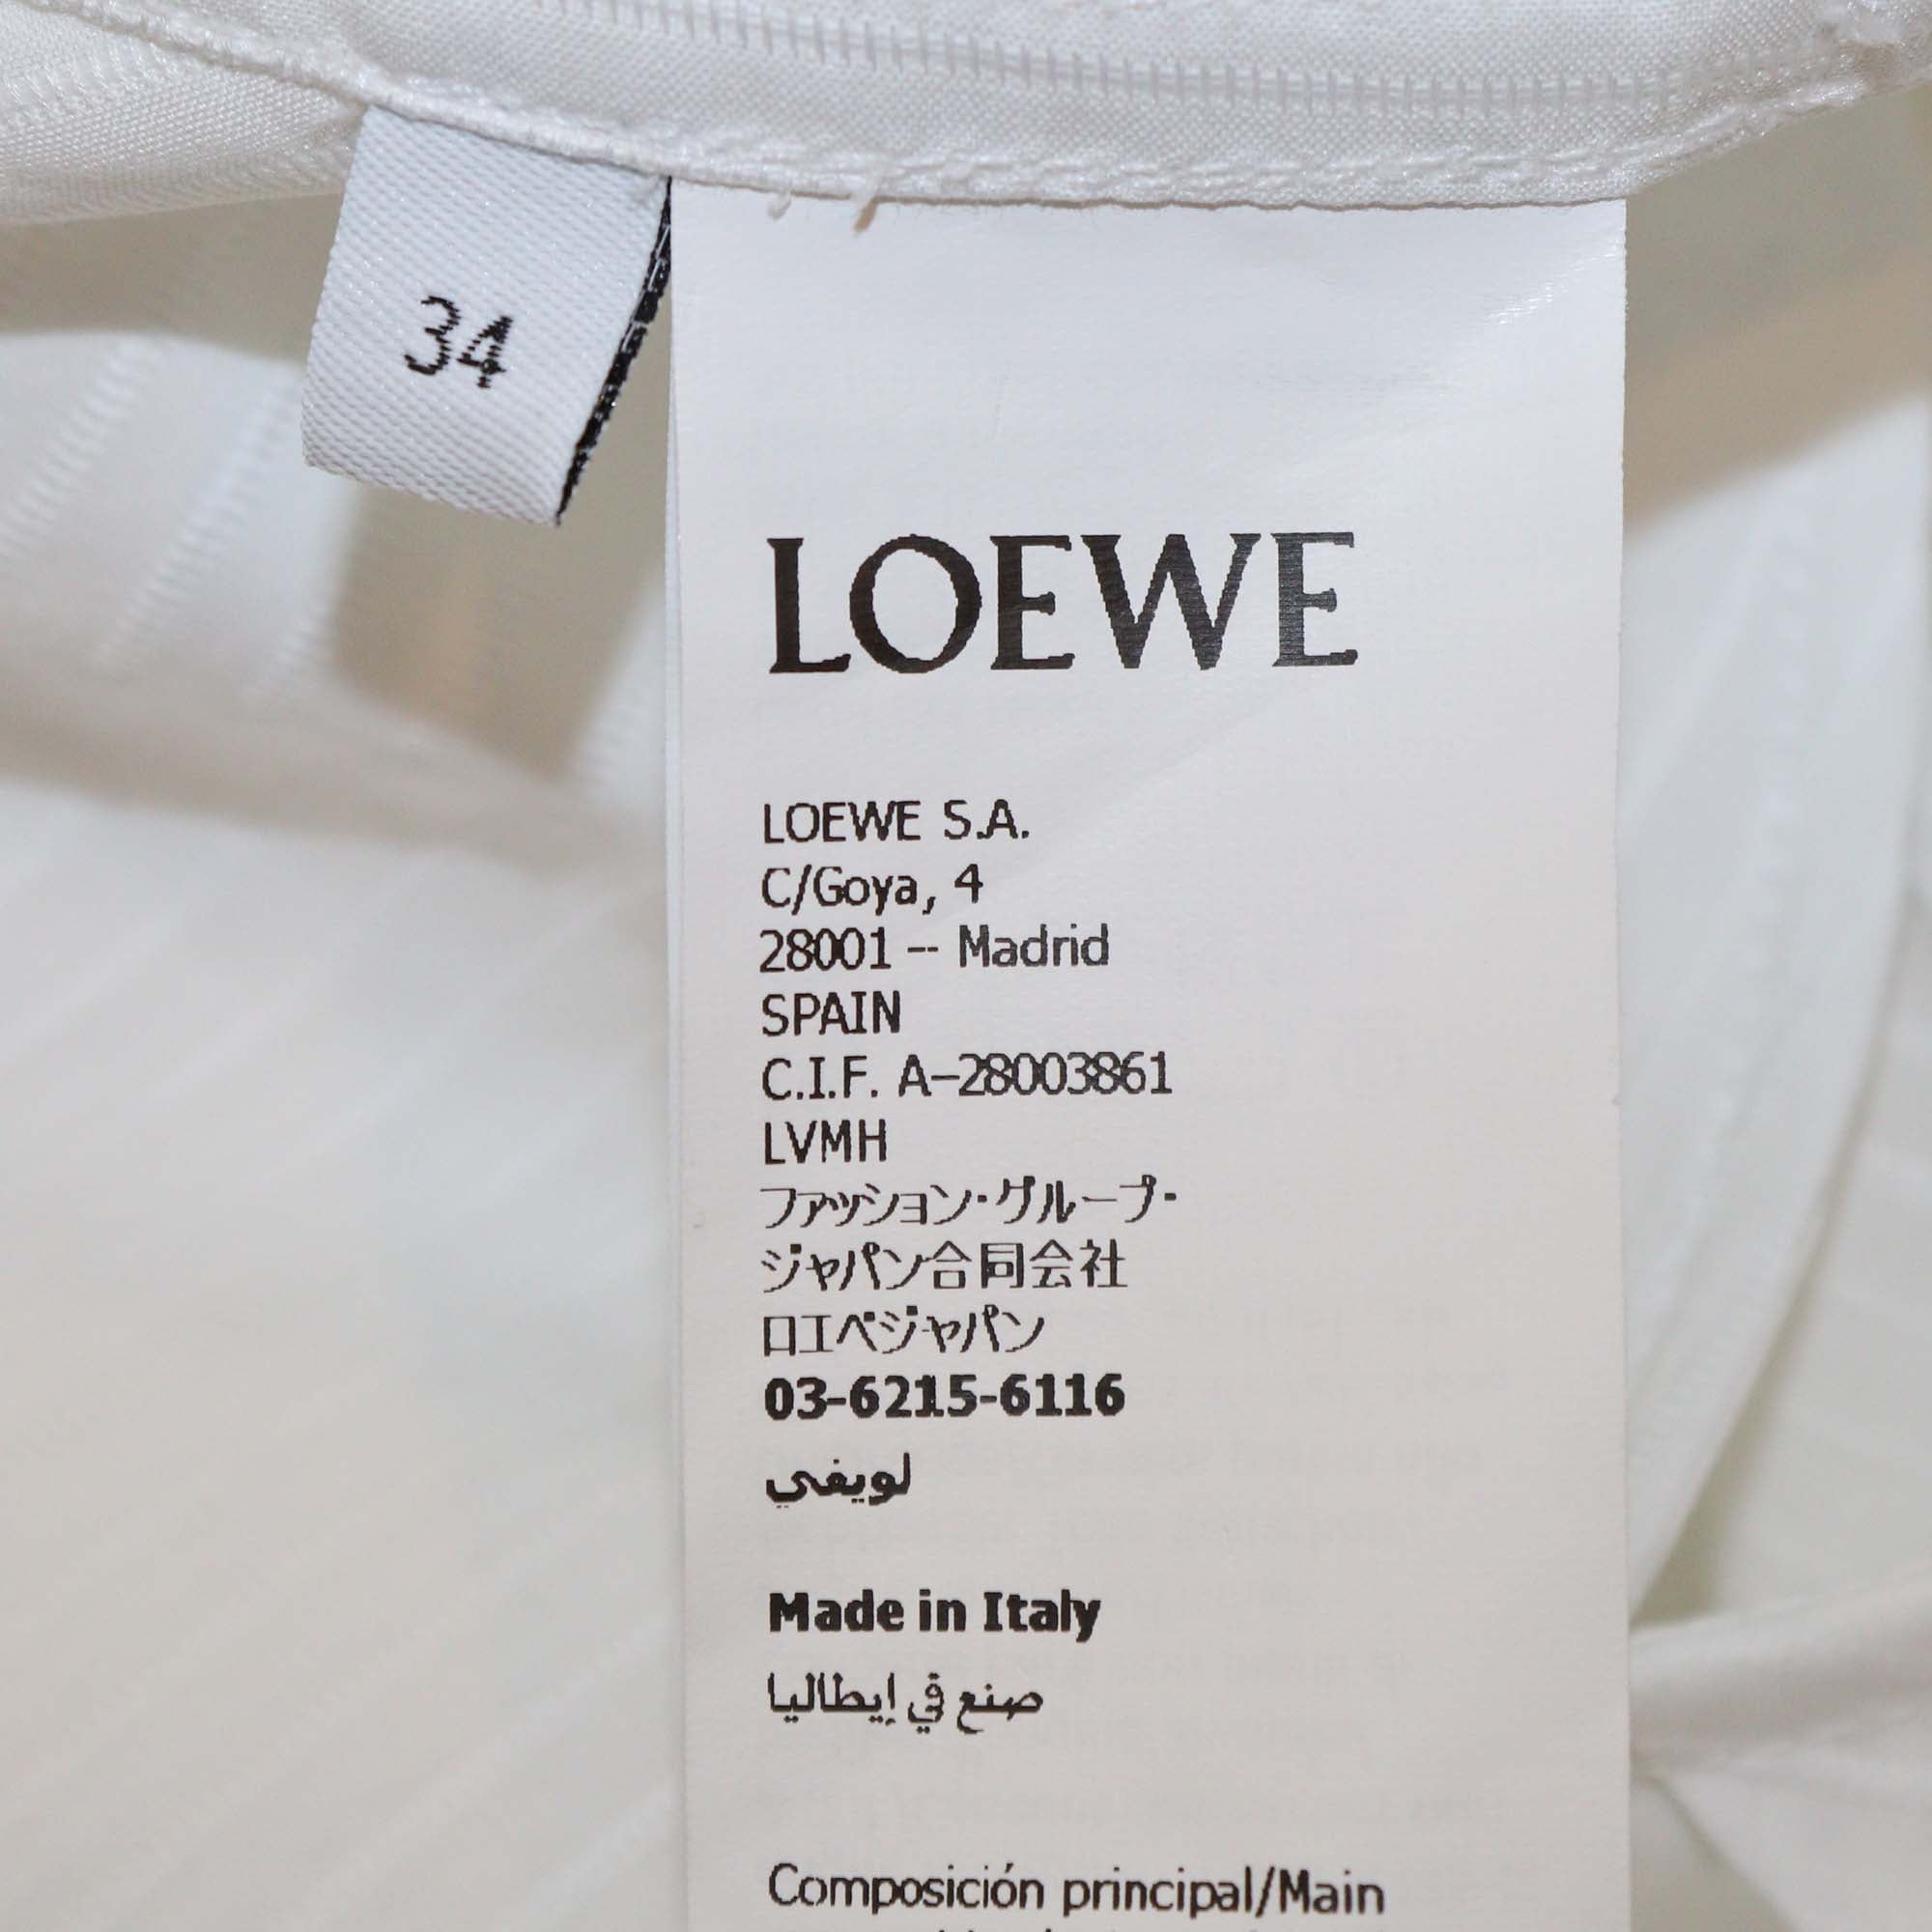 34
LOEWE
LOEWE S.A.
C/Goya, 4
28001 -- Madrid
SPAIN
C.I.F. A-28003861
LVMH
ファッション・グループ・
ジャパン合同会社
ロエベジャパン
03-6215-6116
لويفي
Made in Italy
صنع في إيطاليا
Composición principal/Main